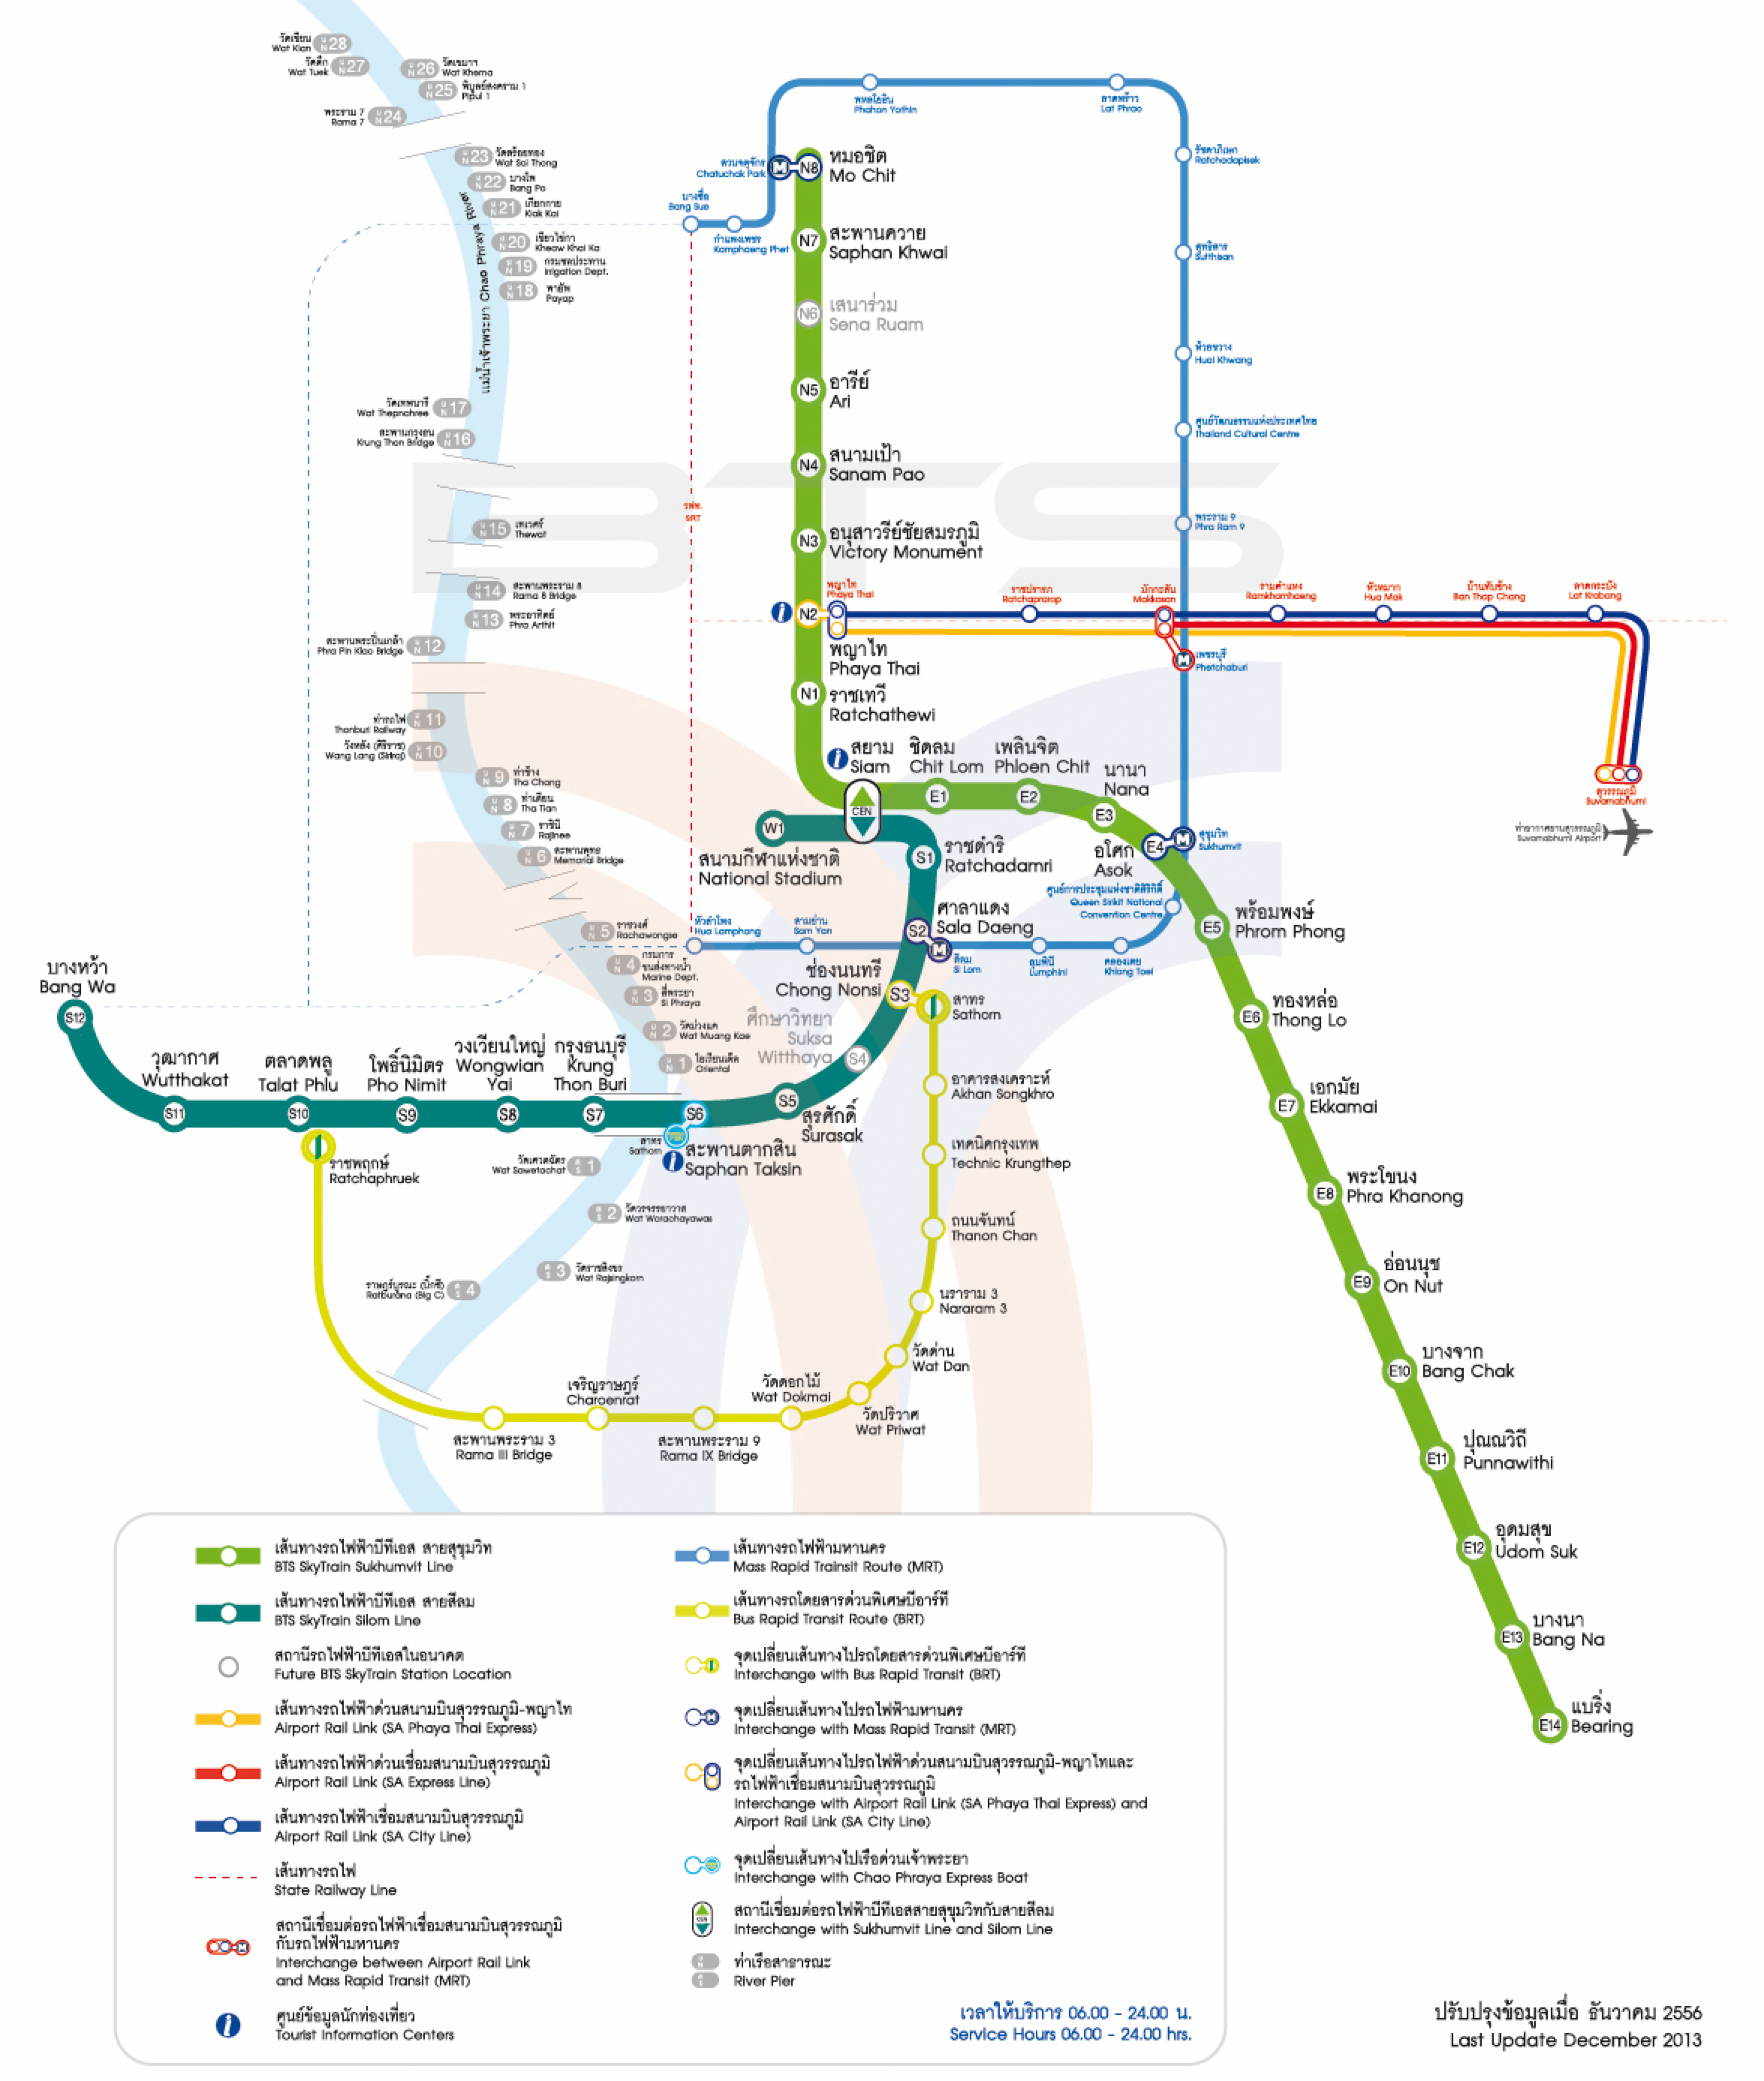 วัดเขียน
Wat Kian
N28
วัดตึก
Wat Tuek
N27
N26
วัดเขมาฯ
Wat Khema
N25
พิบูลย์สงคราม 1
Pipul 1
พระราม 7
Rama 7
N24
N23
วัดสร้อยทอง
Wat Soi Thong
N22
บางโพ
Bang Po
N21
เกียกกาย
Kiak Kai
N20
เขียวไข่กา
Kheaw Khai Ka
N19
กรมชลประทาน
Irrigation Dept.
N18
พายัพ
Payap
แม่น้ำเจ้าพระยา Chao Phraya River
วัดเทพนารี
Wat Thepnahree
N17
สะพานกรุงธน
Krung Thon Bridge
N16
N15
เทเวศร์
Thewat
N14
สะพานพระราม 8
Rama 8 Bridge
N13
พระอาทิตย์
Phra Arthit
สะพานพระปิ่นเกล้า
Phra Pin Klao Bridge
N12
ท่ารถไฟ
Thonburi Railway
N11
วังหลัง (ศิริราช)
Wang Lang (Siriraj)
N10
N9
ท่าช้าง
Tha Chang
N8
ท่าเตียน
Tha Tian
N7
ราชินี
Rajinee
N6
สะพานพุทธ
Memorial Bridge
N5
ราชวงศ์
Rachawongse
N4
กรมการ
ขนส่งทางน้ำ
Marine Dept.
N3
สี่พระยา
Si Phraya
N2
วัดม่วงแค
Wat Muang Kae
N1
โอเรียนเต็ล
Oriental
สาทร
Sathorn
วัดเศวตฉัตร
Wat Sawetachat
S1
S2
วัดวรจรรยาวาส
Wat Worachayawas
S3
วัดราชสิงขร
Wat Rajsingkorn
ราษฎร์บูรณะ (บิ๊กซี)
Ratburana (Big C)
S4
พหลโยธิน
Phahon Yothin
ลาดพร้าว
Lat Phrao
สวนจตุจักร
Chatuchak Park
บางซื่อ
Bang Sue
กำแพงเพชร
Kamphaeng Phet
รัชดาภิเษก
Ratchadapisek
สุทธิสาร
Sutthisan
ห้วยขวาง
Huai Khwang
ศูนย์วัฒนธรรมแห่งประเทศไทย
Thailand Cultural Centre
พระราม 9
Phra Ram 9
เพชรบุรี
Phetchaburi
สุขุมวิท
Sukhumvit
ศูนย์การประชุมแห่งชาติสิริกิติ์
Queen Sirikit National
Convention Centre
คลองเตย
Khlong Toei
ลุมพินี
Lumphini
สีลม
Si Lom
สามย่าน
Sam Yan
หัวลำโพง
Hua Lamphong
รฟท.
SRT
BTS
N8
หมอชิต
Mo Chit
N7
สะพานควาย
Saphan Khwai
N6
เสนาร่วม
Sena Ruam
N5
อารีย์
Ari
N4
สนามเป้า
Sanam Pao
N3
อนุสาวรีย์ชัยสมรภูมิ
Victory Monument
N2
พญาไท
Phaya Thai
พญาไท
Phaya Thai
N1
ราชเทวี
Ratchathewi
ราชปรารภ
Ratchaprarop
มักกะสัน
Makkasan
รามคำแหง
Ramkhamhaeng
หัวหมาก
Hua Mak
บ้านทับช้าง
Ban Thap Chang
ลาดกระบัง
Lat Krabang
สุวรรณภูมิ
Suvarnabhumi
ท่าอากาศยานสุวรรณภูมิ
Suvarnabhumi Airport
สยาม
Siam
CEN
ชิดลม
Chit Lom
E1
เพลินจิต
Phloen Chit
E2
นานา
Nana
E3
อโศก
Asok
E4
E5
พร้อมพงษ์
Phrom Phong
E6
ทองหล่อ
Thong Lo
E7
เอกมัย
Ekkamai
E8
พระโขนง
Phra Khanong
E9
อ่อนนุช
On Nut
E10
บางจาก
Bang Chak
E11
ปุณณวิถี
Punnawithi
E12
อุดมสุข
Udom Suk
E13
บางนา
Bang Na
E14
แบริ่ง
Bearing
W1
สนามกีฬาแห่งชาติ
National Stadium
S1
ราชดำริ
Ratchadamri
S2
ศาลาแดง
Sala Daeng
ช่องนนทรี
Chong Nonsi
S3
ศึกษาวิทยา
Suksa
Witthaya
S4
S5
สุรศักดิ์
Surasak
S6
สะพานตากสิน
Saphan Taksin
กรุงธนบุรี
Krung
Thon Buri
S7
วงเวียนใหญ่
Wongwian
Yai
S8
โพธิ์นิมิตร
Pho Nimit
S9
ตลาดพลู
Talat Phlu
S10
วุฒากาศ
Wutthakat
S11
บางหว้า
Bang Wa
S12
สาทร
Sathorn
อาคารสงเคราะห์
Akhan Songkhro
เทคนิคกรุงเทพ
Technic Krungthep
ถนนจันทน์
Thanon Chan
นราราม 3
Nararam 3
วัดด่าน
Wat Dan
วัดปริวาศ
Wat Priwat
วัดดอกไม้
Wat Dokmai
สะพานพระราม 9
Rama IX Bridge
เจริญราษฎร์
Charoenrat
สะพานพระราม 3
Rama III Bridge
ราชพฤกษ์
Ratchaphruek
เส้นทางรถไฟฟ้าบีทีเอส สายสุขุมวิท
BTS SkyTrain Sukhumvit Line
เส้นทางรถไฟฟ้าบีทีเอส สายสีลม
BTS SkyTrain Silom Line
สถานีรถไฟฟ้าบีทีเอสในอนาคต
Future BTS SkyTrain Station Location
เส้นทางรถไฟฟ้าด่วนสนามบินสุวรรณภูมิ-พญาไท
Airport Rail Link (SA Phaya Thai Express)
เส้นทางรถไฟฟ้าด่วนเชื่อมสนามบินสุวรรณภูมิ
Airport Rail Link (SA Express Line)
เส้นทางรถไฟฟ้าเชื่อมสนามบินสุวรรณภูมิ
Airport Rail Link (SA City Line)
เส้นทางรถไฟ
State Railway Line
สถานีเชื่อมต่อรถไฟฟ้าเชื่อมสนามบินสุวรรณภูมิ
กับรถไฟฟ้ามหานคร
Interchange between Airport Rail Link
and Mass Rapid Transit (MRT)
ศูนย์ข้อมูลนักท่องเที่ยว
Tourist Information Centers
เส้นทางรถไฟฟ้ามหานคร
Mass Rapid Trainsit Route (MRT)
เส้นทางรถโดยสารด่วนพิเศษบีอาร์ที
Bus Rapid Transit Route (BRT)
จุดเปลี่ยนเส้นทางไปรถโดยสารด่วนพิเศษบีอาร์ที
Interchange with Bus Rapid Transit (BRT)
จุดเปลี่ยนเส้นทางไปรถไฟฟ้ามหานคร
Interchange with Mass Rapid Transit (MRT)
จุดเปลี่ยนเส้นทางไปรถไฟฟ้าด่วนสนามบินสุวรรณภูมิ-พญาไทและ
รถไฟฟ้าเชื่อมสนามบินสุวรรณภูมิ
Interchange with Airport Rail Link (SA Phaya Thai Express) and
Airport Rail Link (SA City Line)
จุดเปลี่ยนเส้นทางไปเรือด่วนเจ้าพระยา
Interchange with Chao Phraya Express Boat
CEN
สถานีเชื่อมต่อรถไฟฟ้าบีทีเอสสายสุขุมวิทกับสายสีลม
Interchange with Sukhumvit Line and Silom Line
ท่าเรือสาธารณะ
River Pier
เวลาให้บริการ 06.00 - 24.00 น.
Service Hours 06.00 - 24.00 hrs.
ปรับปรุงข้อมูลเมื่อ ธันวาคม 2556
Last Update December 2013